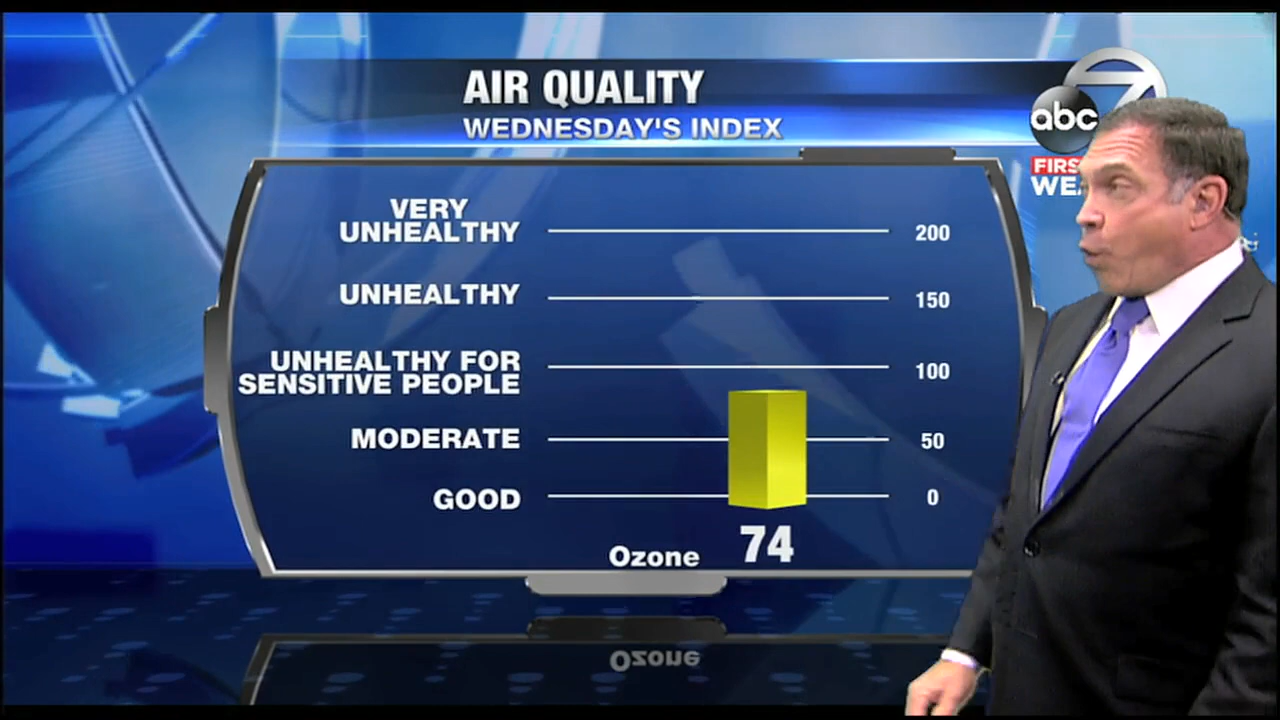 AIR QUALITY
WEDNESDAY'S INDEX
abc 7
VERY
UNHEALTHY
200
UNHEALTHY
150
UNHEALTHY FOR
SENSITIVE PEOPLE
100
MODERATE
50
GOOD
0
Ozone
74
Ozone